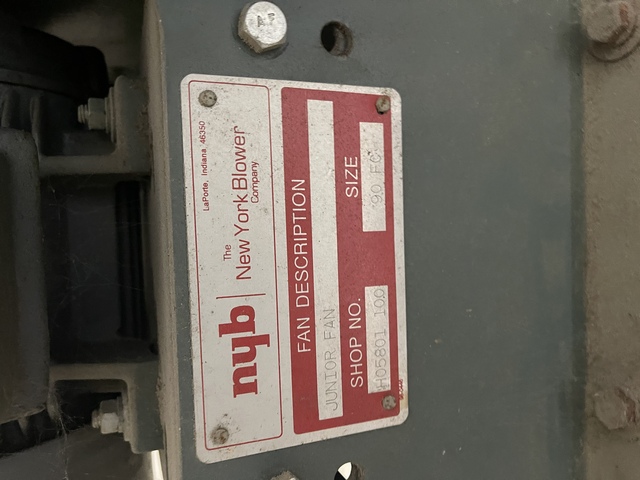 nyb
The
New York Blower
Company
LaPorte, Indiana 46350
FAN DESCRIPTION
JUNIOR FAN
SHOP NO. SIZE
H05801 100 90 FC